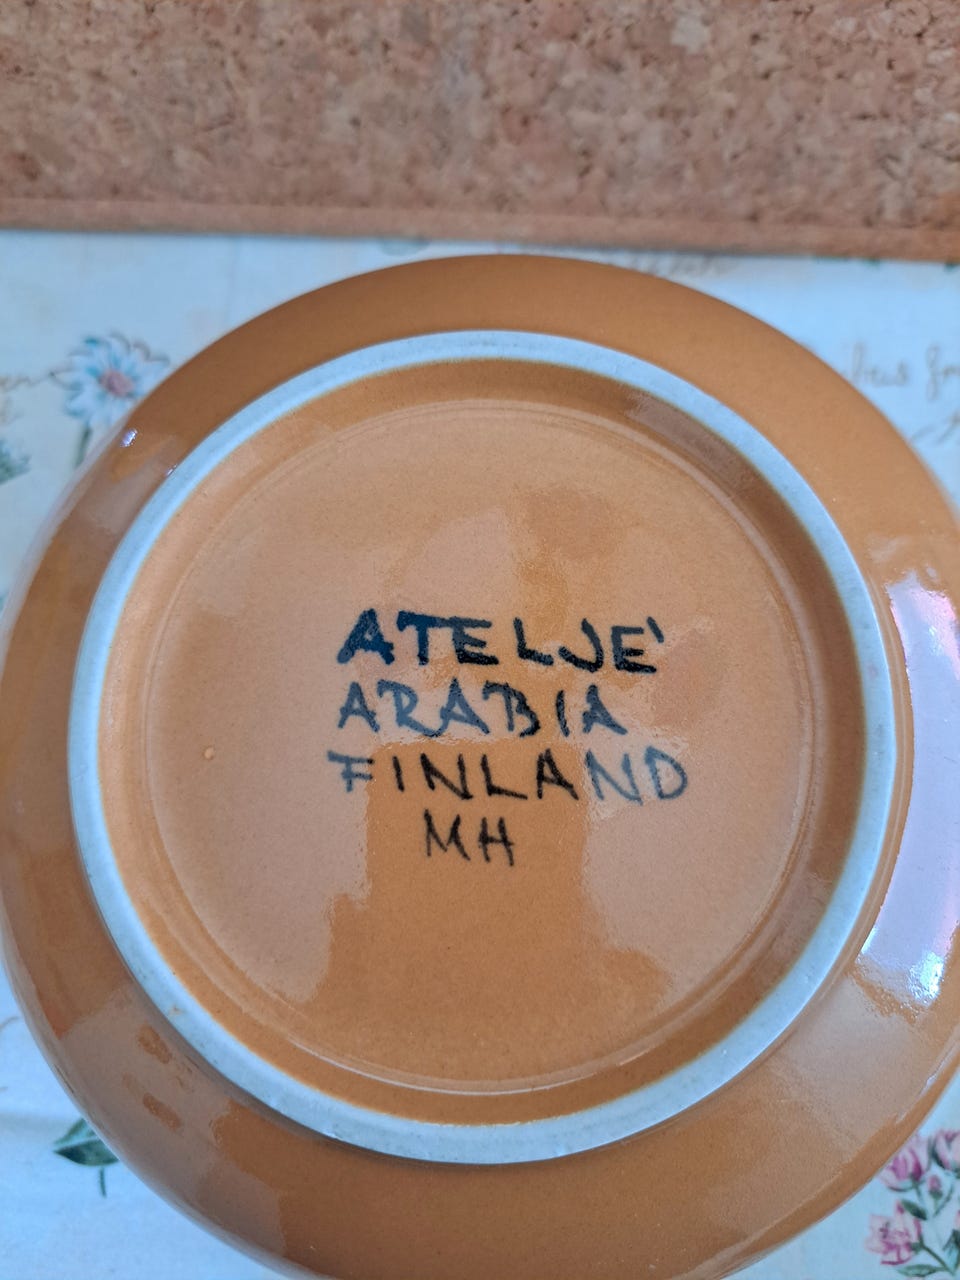 ATELJE'
ARABIA
FINLAND
MH